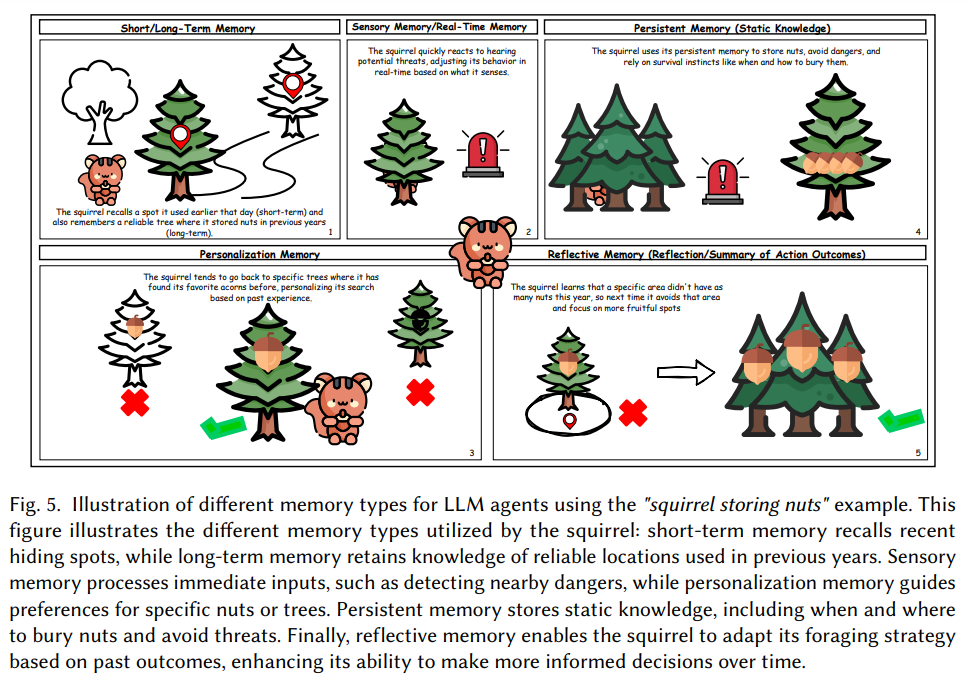 Short/Long-Term Memory
The squirrel recalls a spot it used earlier that day (short-term) and
also remembers a reliable tree where it stored nuts in previous years
(long-term).
1
Sensory Memory/Real-Time Memory
The squirrel quickly reacts to hearing
potential threats, adjusting its behavior in
real-time based on what it senses.
2
Persistent Memory (Static Knowledge)
The squirrel uses its persistent memory to store nuts, avoid dangers, and
rely on survival instincts like when and how to bury them.
4
Personalization Memory
The squirrel tends to go back to specific trees where it has
found its favorite acorns before, personalizing its search
based on past experience.
3
Reflective Memory (Reflection/Summary of Action Outcomes)
The squirrel learns that a specific area didn't have as
many nuts this year, so next time it avoids that area
and focus on more fruitful spots
5
Fig. 5. Illustration of different memory types for LLM agents using the "squirrel storing nuts" example. This
figure illustrates the different memory types utilized by the squirrel: short-term memory recalls recent
hiding spots, while long-term memory retains knowledge of reliable locations used in previous years. Sensory
memory processes immediate inputs, such as detecting nearby dangers, while personalization memory guides
preferences for specific nuts or trees. Persistent memory stores static knowledge, including when and where
to bury nuts and avoid threats. Finally, reflective memory enables the squirrel to adapt its foraging strategy
based on past outcomes, enhancing its ability to make more informed decisions over time.